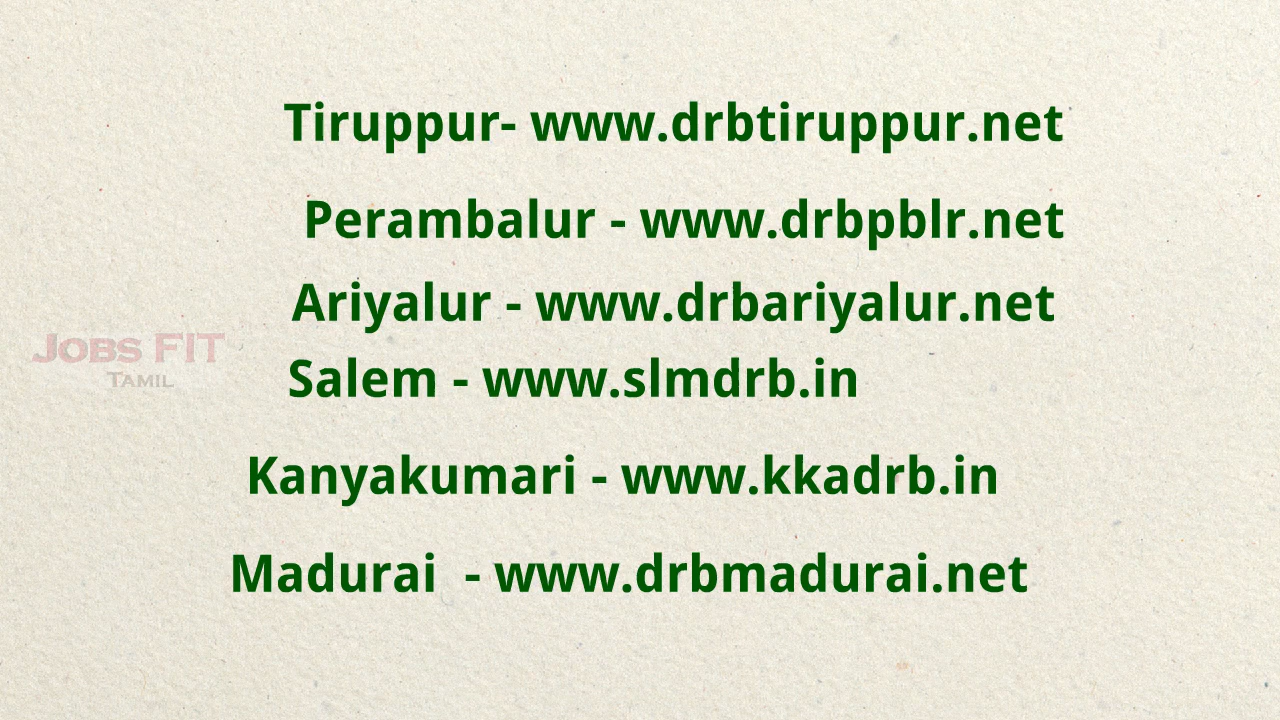 Tiruppur- www.drbtiruppur.net
Perambalur - www.drbpblr.net
Ariyalur - www.drbariyalur.net
JOBS FIT
TAMIL
Salem - www.slmdrb.in
Kanyakumari - www.kkadrb.in
Madurai  - www.drbmadurai.net